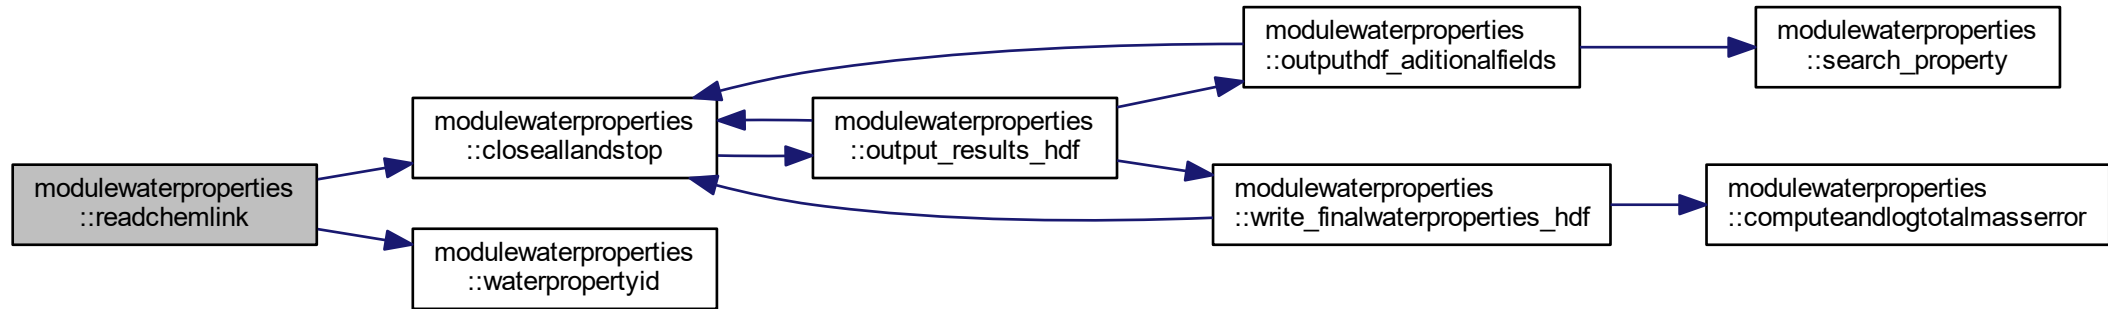 modulewaterproperties
::readchemlink
modulewaterproperties
::closeallandstop
modulewaterproperties
::waterpropertyid
modulewaterproperties
::output_results_hdf
modulewaterproperties
::outputhdf_aditionalfields
modulewaterproperties
::write_finalwaterproperties_hdf
modulewaterproperties
::search_property
modulewaterproperties
::computeandlogtotalmasserror